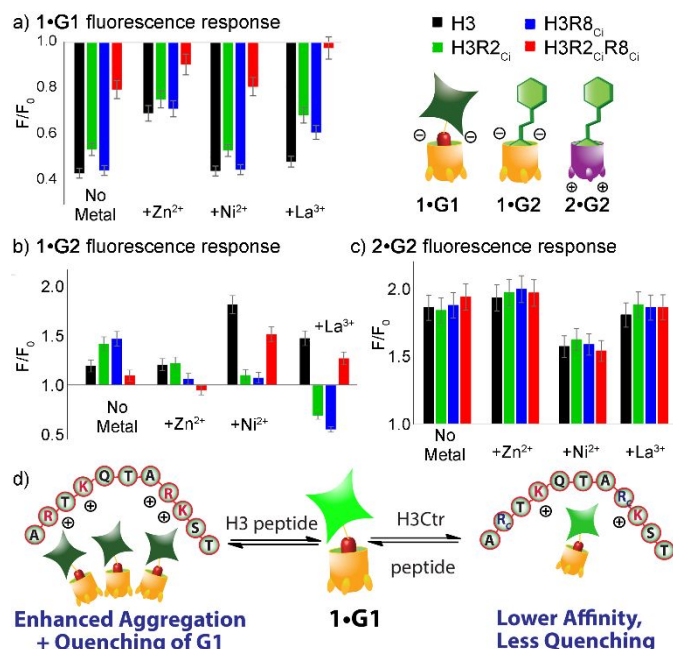 a) 1•G1 fluorescence response
H3
H3R8Ci
H3R2Ci
H3R2CiR8Ci
F/F0
1.0
0.8
0.6
0.4
No Metal
+Zn2+
+Ni2+
+La3+
⊖ ⊖ ⊖ ⊖
⊕ ⊕
1•G1
1•G2
2•G2
b) 1•G2 fluorescence response
F/F0
2.0
1.5
1.0
0.5
No Metal
+Zn2+
+Ni2+
+La3+
c) 2•G2 fluorescence response
F/F0
2.0
1.5
1.0
No Metal
+Zn2+
+Ni2+
+La3+
d)
A R T K Q T A R K S T
⊕ ⊕ ⊕
H3 peptide
H3Ctr
peptide
A RC T K Q T A RC K S T
⊕ ⊕
Enhanced Aggregation
+ Quenching of G1
1•G1
Lower Affinity,
Less Quenching